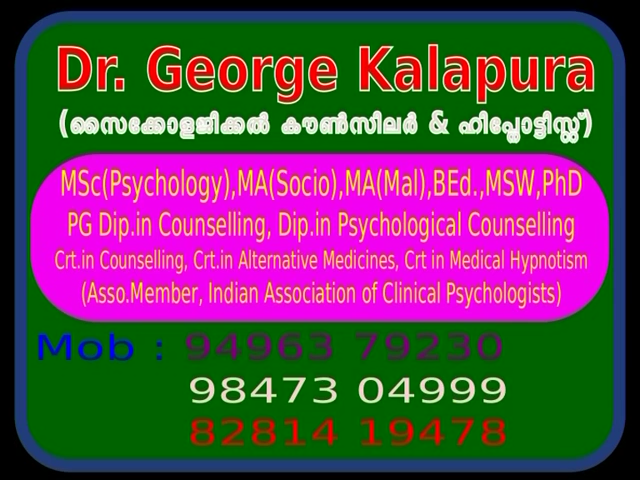 Dr. George Kalapura
(സൈക്കോളജിക്കൽ കൗൺസിലർ & ഹിപ്നോട്ടിസ്റ്റ്)
MSc(Psychology),MA(Socio),MA(Mal),BEd.,MSW,PhD
PG Dip.in Counselling, Dip.in Psychological Counselling
Crt.in Counselling, Crt.in Alternative Medicines, Crt in Medical Hypnotism
(Asso.Member, Indian Association of Clinical Psychologists)
Mob : 94963 79230
98473 04999
82814 19478